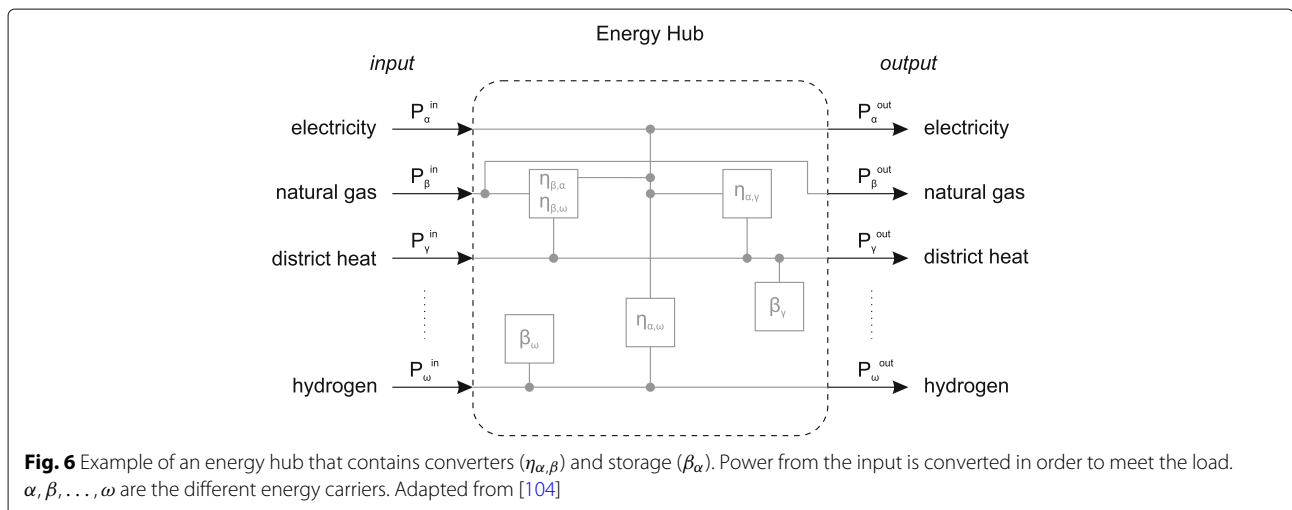 Energy Hub
input output
electricity P_α^in P_α^out electricity
natural gas P_β^in η_β,α η_β,ω η_α,γ P_β^out natural gas
district heat P_γ^in P_γ^out district heat
β_γ
β_ω η_α,ω
hydrogen P_ω^in P_ω^out hydrogen
Fig. 6 Example of an energy hub that contains converters (η_α,β) and storage (β_α). Power from the input is converted in order to meet the load.
α, β, . . . , ω are the different energy carriers. Adapted from [104]